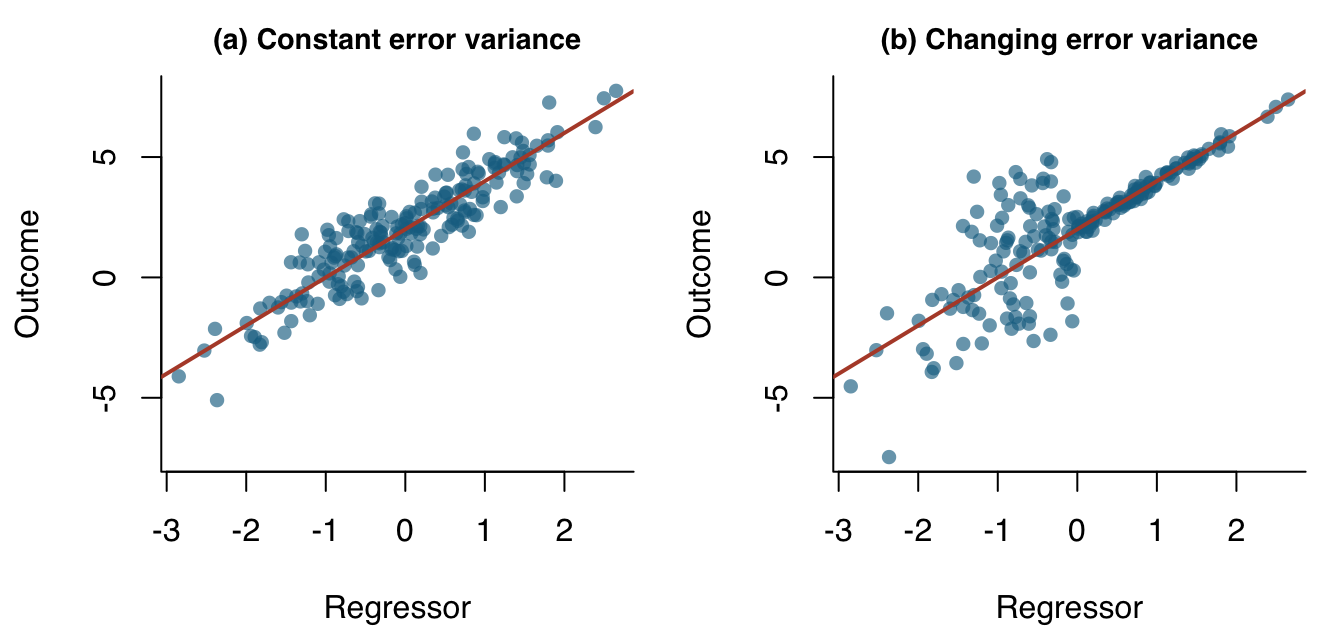 (a) Constant error variance
(b) Changing error variance
Outcome
5
0
-5
-3 -2 -1 0 1 2
Regressor
Outcome
5
0
-5
-3 -2 -1 0 1 2
Regressor